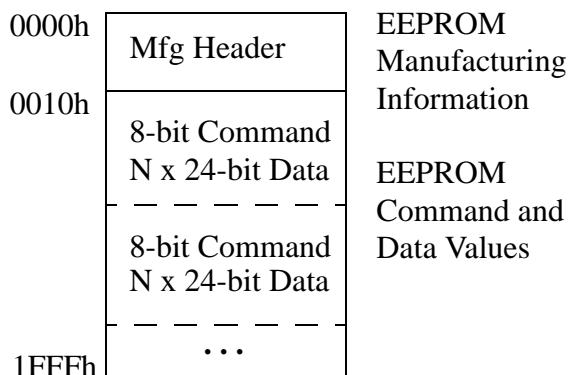 0000h
Mfg Header
0010h
8-bit Command
N x 24-bit Data
8-bit Command
N x 24-bit Data
...
1FFFh
EEPROM
Manufacturing
Information
EEPROM
Command and
Data Values